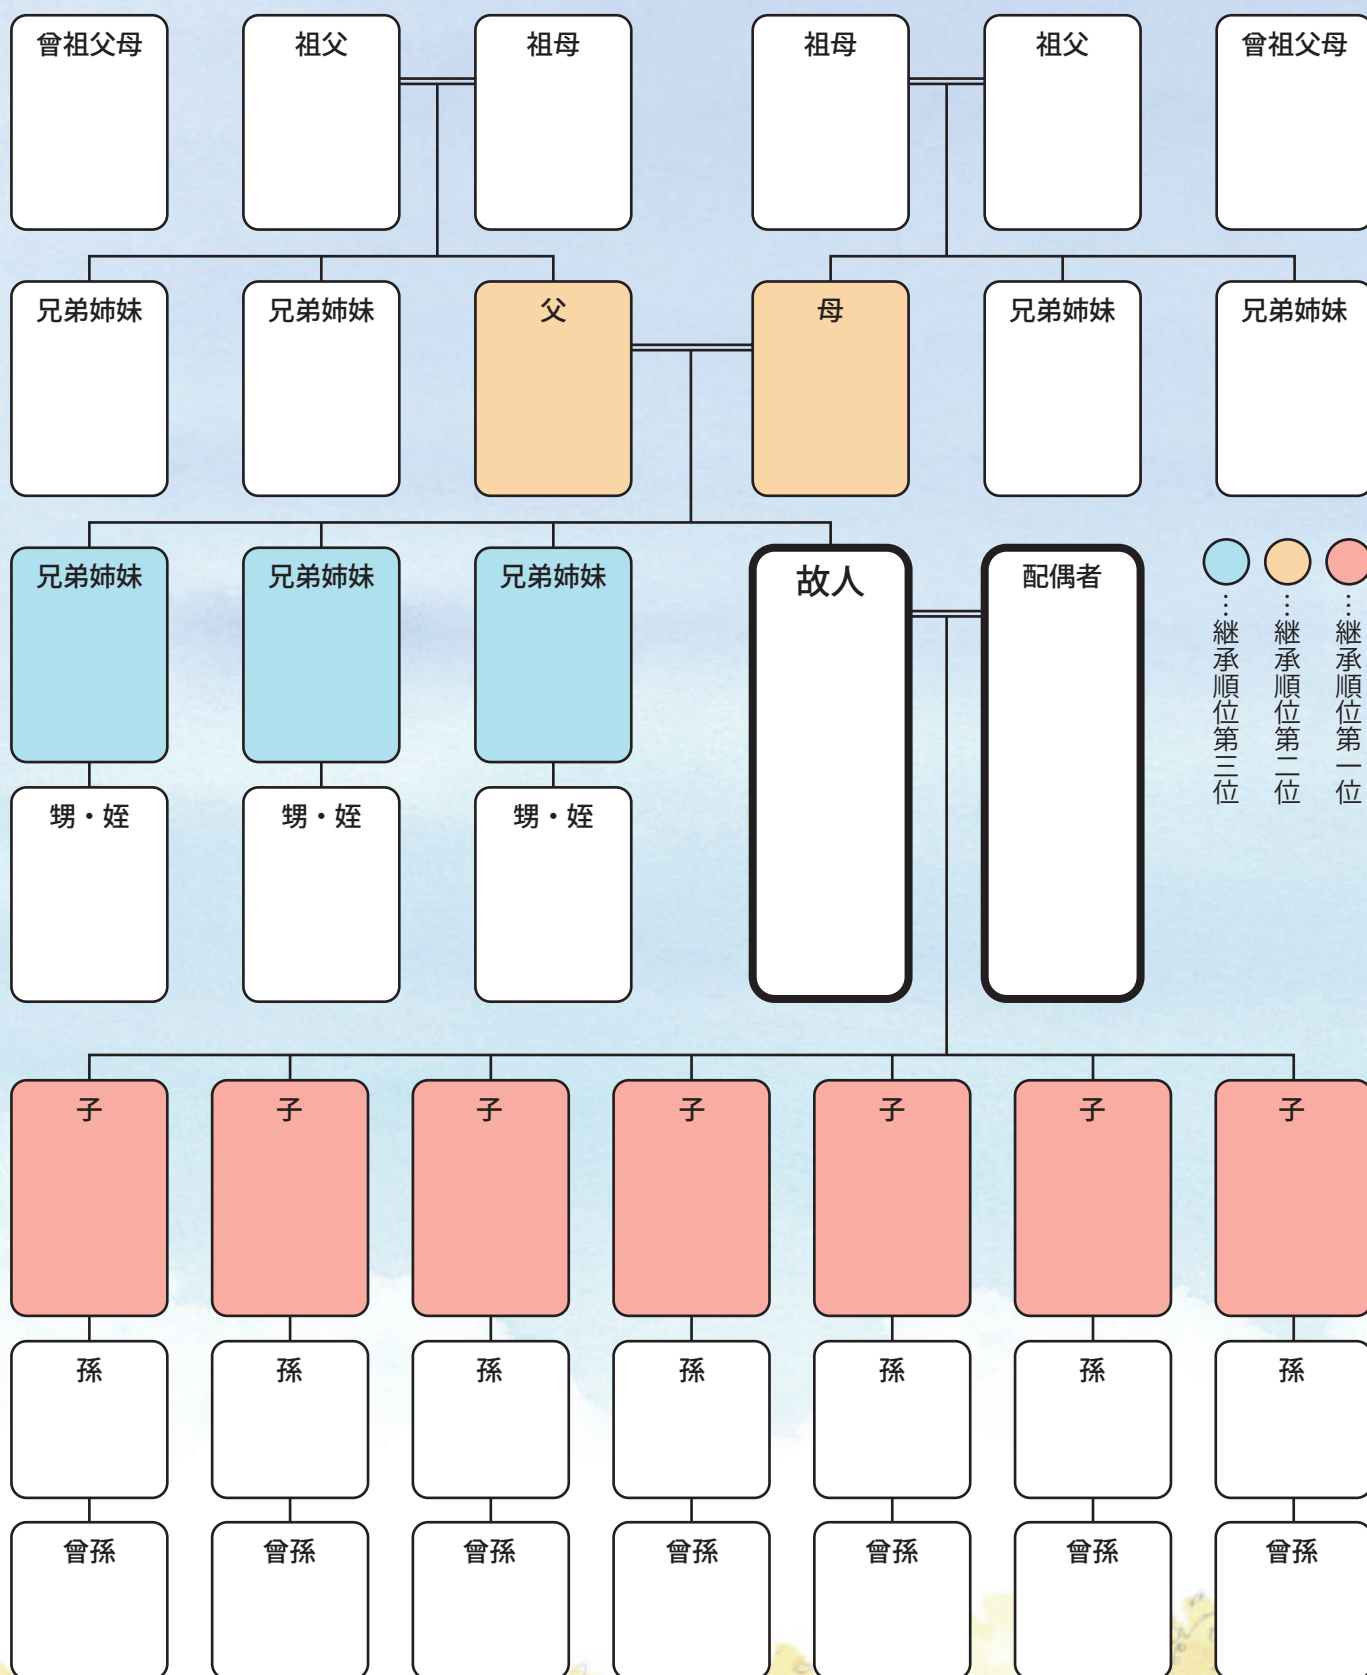 曾祖父母
祖父
祖母
祖母
祖父
曾祖父母
兄弟姉妹
兄弟姉妹
父
母
兄弟姉妹
兄弟姉妹
兄弟姉妹
兄弟姉妹
兄弟姉妹
故人
配偶者
…継承順位第一位
…継承順位第二位
…継承順位第三位
甥・姪
甥・姪
甥・姪
子
子
子
子
子
子
子
孫
孫
孫
孫
孫
孫
孫
曾孫
曾孫
曾孫
曾孫
曾孫
曾孫
曾孫